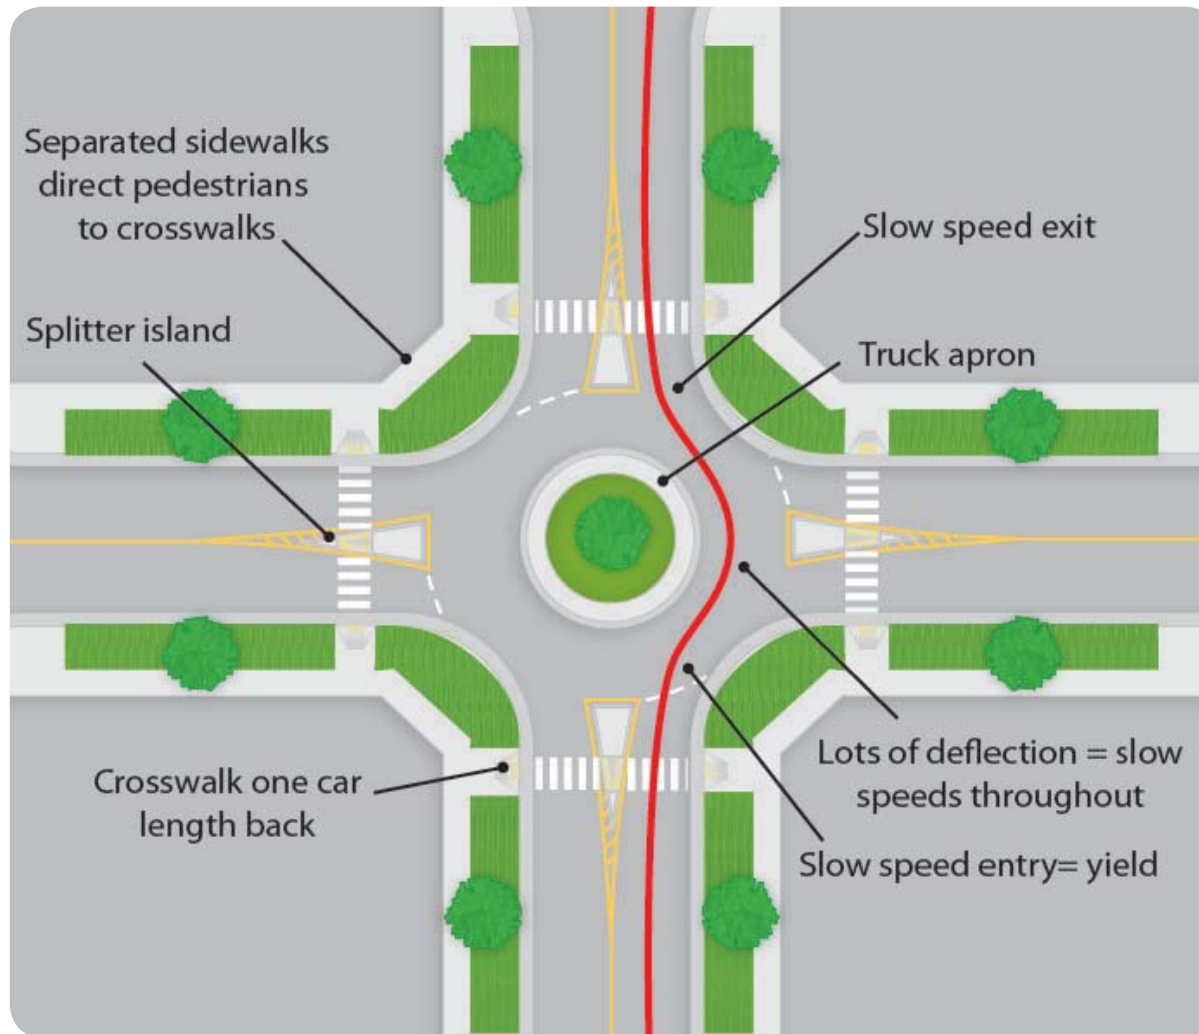 Separated sidewalks
direct pedestrians
to crosswalks
Slow speed exit
Splitter island
Truck apron
Crosswalk one car
length back
Lots of deflection = slow
speeds throughout
Slow speed entry= yield